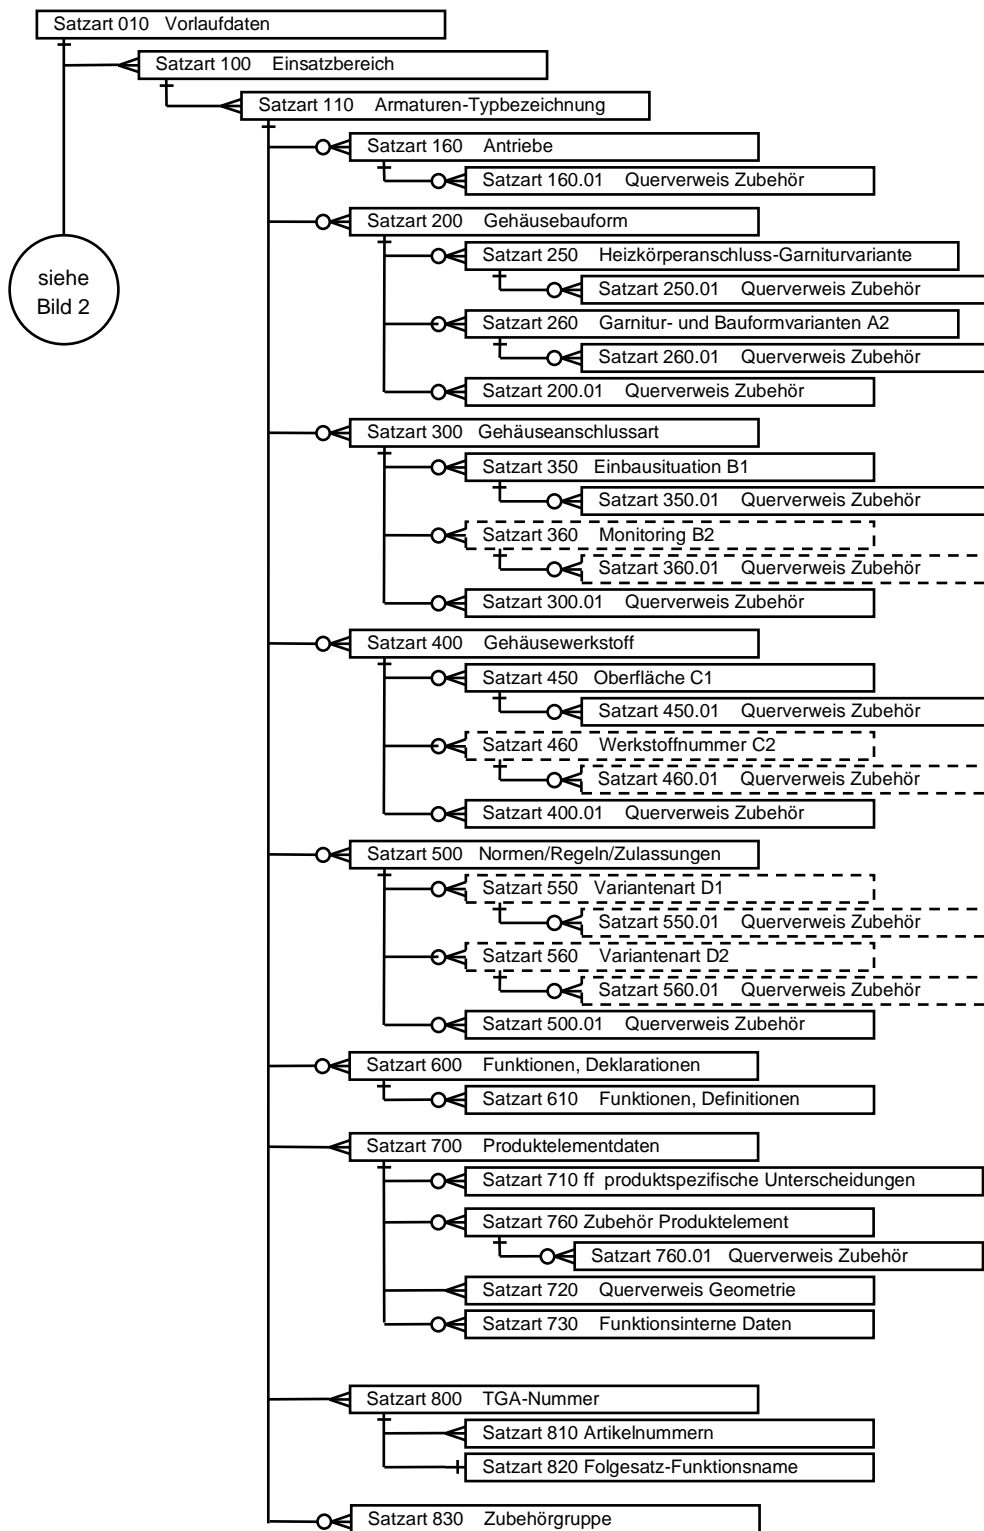 Satzart 010 Vorlaufdaten
Satzart 100 Einsatzbereich
Satzart 110 Armaturen-Typbezeichnung
Satzart 160 Antriebe
Satzart 160.01 Querverweis Zubehör
Satzart 200 Gehäusebauform
Satzart 250 Heizkörperanschluss-Garniturvariante
siehe
Bild 2
Satzart 250.01 Querverweis Zubehör
Satzart 260 Garnitur- und Bauformvarianten A2
Satzart 260.01 Querverweis Zubehör
Satzart 200.01 Querverweis Zubehör
Satzart 300 Gehäuseanschlussart
Satzart 350 Einbausituation B1
Satzart 350.01 Querverweis Zubehör
Satzart 360 Monitoring B2
Satzart 360.01 Querverweis Zubehör
Satzart 300.01 Querverweis Zubehör
Satzart 400 Gehäusewerkstoff
Satzart 450 Oberfläche C1
Satzart 450.01 Querverweis Zubehör
Satzart 460 Werkstoffnummer C2
Satzart 460.01 Querverweis Zubehör
Satzart 400.01 Querverweis Zubehör
Satzart 500 Normen/Regeln/Zulassungen
Satzart 550 Variantenart D1
Satzart 550.01 Querverweis Zubehör
Satzart 560 Variantenart D2
Satzart 560.01 Querverweis Zubehör
Satzart 500.01 Querverweis Zubehör
Satzart 600 Funktionen, Deklarationen
Satzart 610 Funktionen, Definitionen
Satzart 700 Produktelementdaten
Satzart 710 ff produktspezifische Unterscheidungen
Satzart 760 Zubehör Produktelement
Satzart 760.01 Querverweis Zubehör
Satzart 720 Querverweis Geometrie
Satzart 730 Funktionsinterne Daten
Satzart 800 TGA-Nummer
Satzart 810 Artikelnummern
Satzart 820 Folgesatz-Funktionsname
Satzart 830 Zubehörgruppe